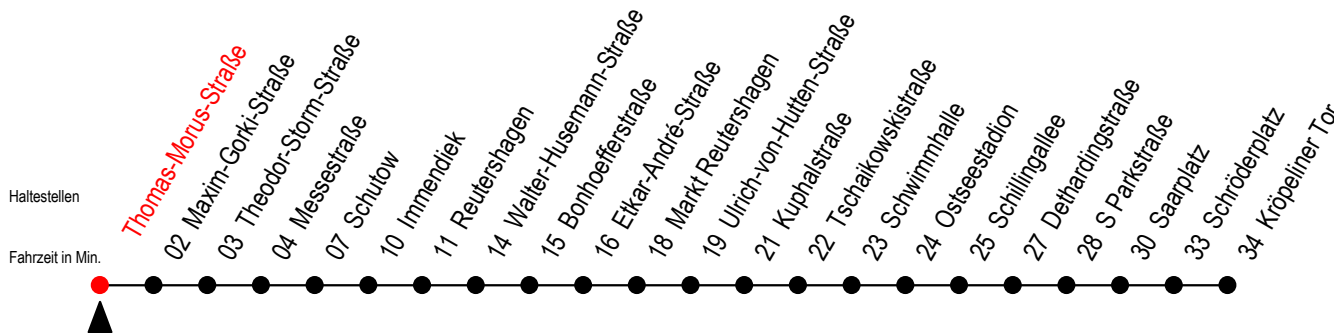 Haltestellen
Fahrzeit in Min.
Thomas-Morus-Straße
02 Maxim-Gorki-Straße
03 Theodor-Storm-Straße
04 Messestraße
07 Schutow
10 Immendiek
11 Reutershagen
14 Walter-Husemann-Straße
15 Bonhoefferstraße
16 Etkar-André-Straße
18 Markt Reutershagen
19 Ulrich-von-Hutten-Straße
21 Kuphalstraße
22 Tschaikowskistraße
23 Schwimmhalle
24 Ostseestadion
25 Schillingallee
27 Dethardingstraße
28 S Parkstraße
30 Saarplatz
33 Schröderplatz
34 Kröpeliner Tor